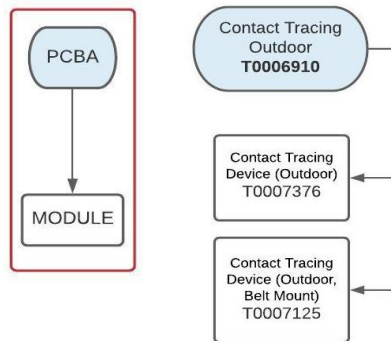 PCBA
MODULE
Contact Tracing
Outdoor
T0006910
Contact Tracing
Device (Outdoor)
T0007376
Contact Tracing
Device (Outdoor,
Belt Mount)
T0007125